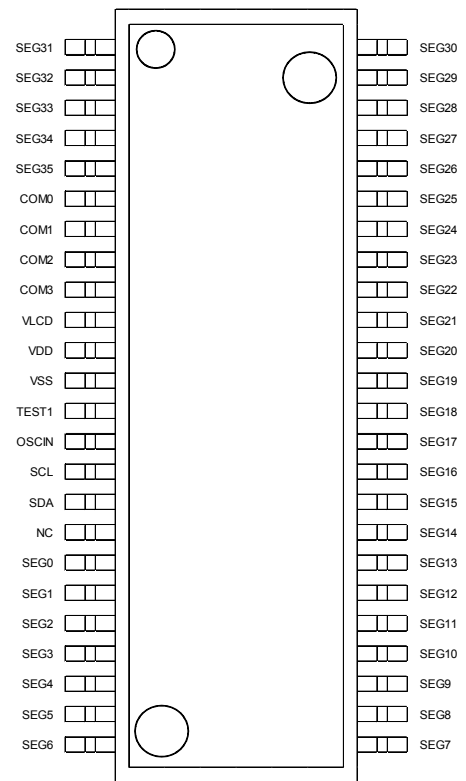 SEG31 SEG30
SEG32 SEG29
SEG33 SEG28
SEG34 SEG27
SEG35 SEG26
COM0 SEG25
COM1 SEG24
COM2 SEG23
COM3 SEG22
VLCD SEG21
VDD SEG20
VSS SEG19
TEST1 SEG18
OSCIN SEG17
SCL SEG16
SDA SEG15
NC SEG14
SEG0 SEG13
SEG1 SEG12
SEG2 SEG11
SEG3 SEG10
SEG4 SEG9
SEG5 SEG8
SEG6 SEG7